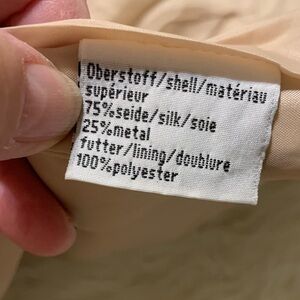 Oberstoff/shell/matériau
supérieur
75%seide/silk/soie
25%metal
futter/lining/doublure
100%polyester